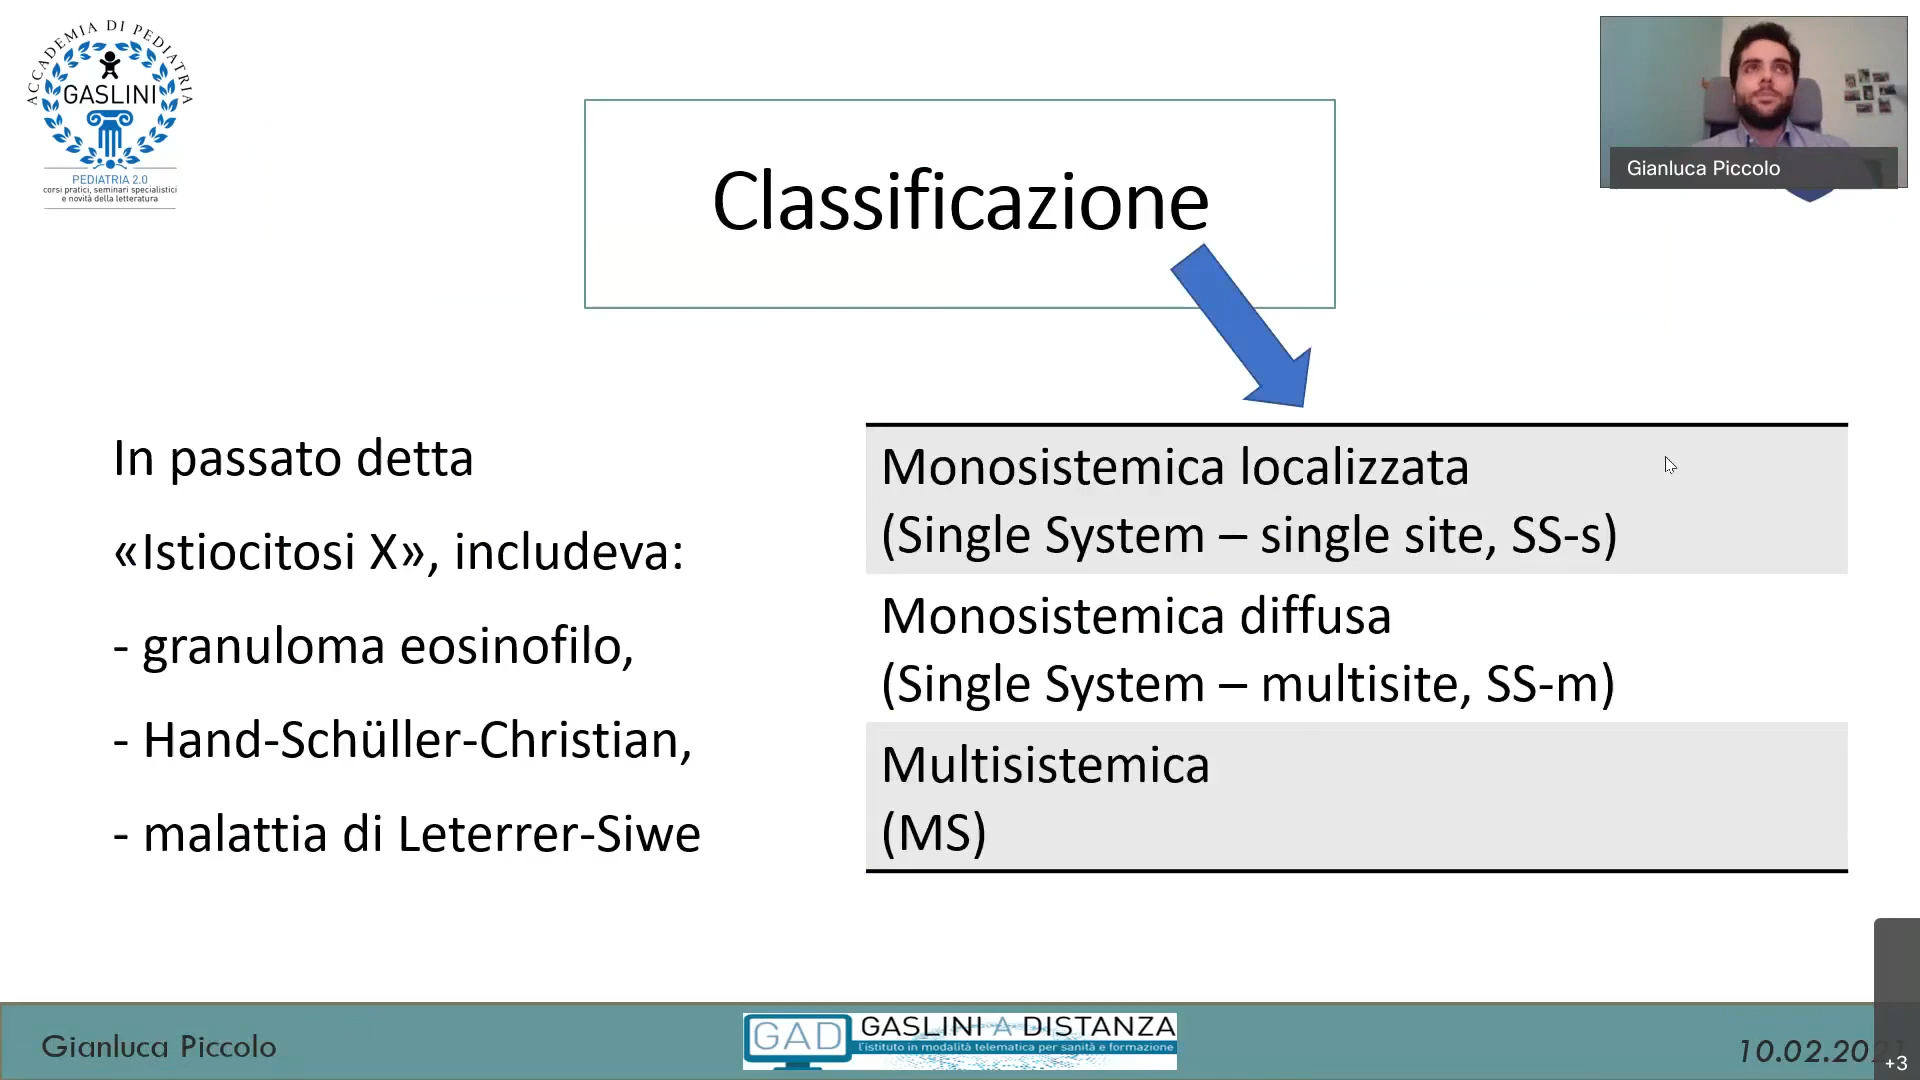 ACCADEMIA DI PEDIATRIA
GASLINI
PEDIATRIA 2.0
corsi pratici, seminari specialistici
e novità della letteratura
Gianluca Piccolo
Classificazione
In passato detta
«Istiocitosi X», includeva:
- granuloma eosinofilo,
- Hand-Schüller-Christian,
- malattia di Leterrer-Siwe
Monosistemica localizzata
(Single System – single site, SS-s)
Monosistemica diffusa
(Single System – multisite, SS-m)
Multisistemica
(MS)
Gianluca Piccolo
GAD
GASLINI A DISTANZA
l'istituto in modalità telematica per sanità e formazione
10.02.202
+3